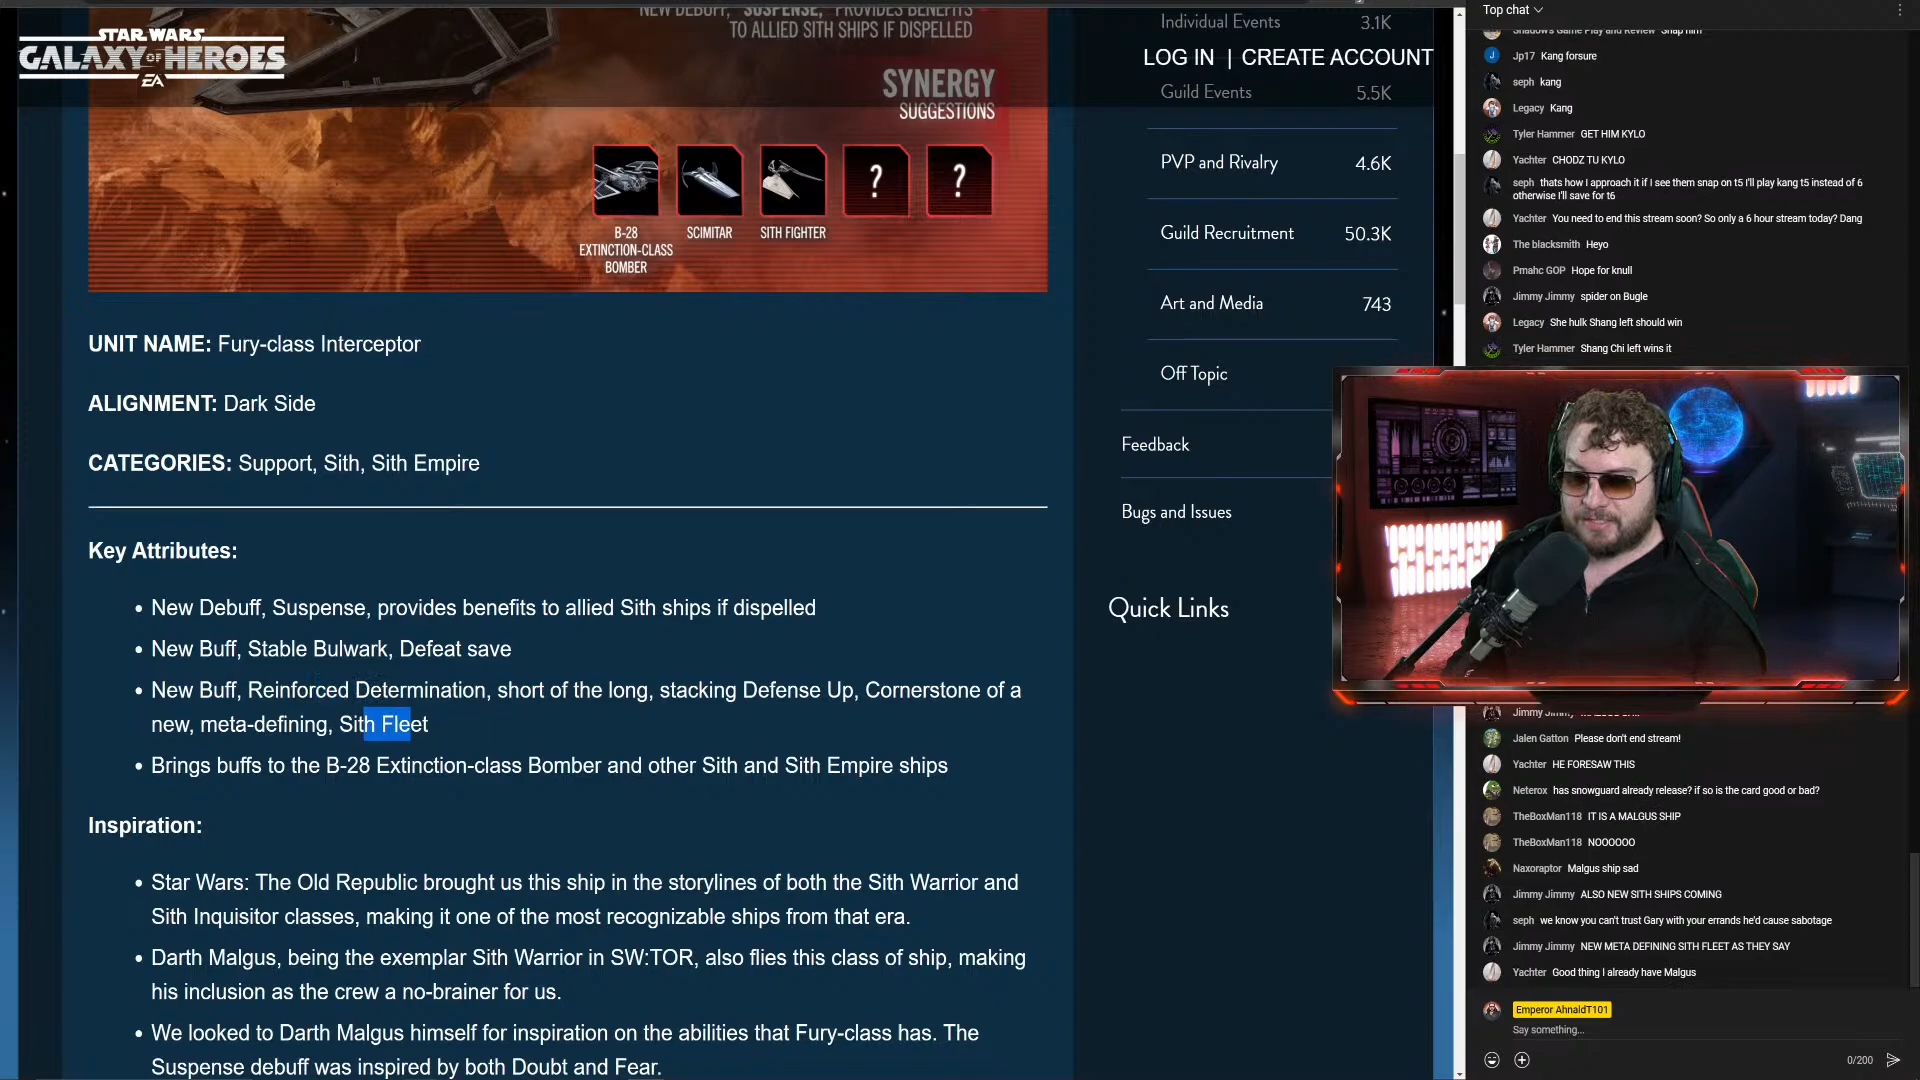 NEW DEBUFF, "SUSPENSE," PROVIDES BENEFITS
TO ALLIED SITH SHIPS IF DISPELLED
STAR WARS
GALAXY OF HEROES
EA
SYNERGY
SUGGESTIONS
?
?
B-28
EXTINCTION-CLASS
BOMBER
SCIMITAR
SITH FIGHTER
UNIT NAME: Fury-class Interceptor
ALIGNMENT: Dark Side
CATEGORIES: Support, Sith, Sith Empire
Key Attributes:
• New Debuff, Suspense, provides benefits to allied Sith ships if dispelled
• New Buff, Stable Bulwark, Defeat save
• New Buff, Reinforced Determination, short of the long, stacking Defense Up, Cornerstone of a
new, meta-defining, Sith Fleet
• Brings buffs to the B-28 Extinction-class Bomber and other Sith and Sith Empire ships
Inspiration:
• Star Wars: The Old Republic brought us this ship in the storylines of both the Sith Warrior and
Sith Inquisitor classes, making it one of the most recognizable ships from that era.
• Darth Malgus, being the exemplar Sith Warrior in SW:TOR, also flies this class of ship, making
his inclusion as the crew a no-brainer for us.
• We looked to Darth Malgus himself for inspiration on the abilities that Fury-class has. The
Suspense debuff was inspired by both Doubt and Fear.
Individual Events 3.1K
LOG IN | CREATE ACCOUNT
Guild Events 5.5K
PVP and Rivalry 4.6K
Guild Recruitment 50.3K
Art and Media 743
Off Topic
Feedback
Bugs and Issues
Quick Links
Top chat
Shadow's Game Play and Review Snap him
Jp17 Kang forsure
seph kang
Legacy Kang
Tyler Hammer GET HIM KYLO
Yachter CHODZ TU KYLO
seph thats how I approach it if I see them snap on t5 I'll play kang t5 instead of 6
otherwise I'll save for t6
Yachter You need to end this stream soon? So only a 6 hour stream today? Dang
The blacksmith Heyo
Pmahc GOP Hope for knull
Jimmy Jimmy spider on Bugle
Legacy She hulk Shang left should win
Tyler Hammer Shang Chi left wins it
Jimmy Jimmy
Jalen Gatton Please don't end stream!
Yachter HE FORESAW THIS
Neterox has snowguard already release? if so is the card good or bad?
TheBoxMan118 IT IS A MALGUS SHIP
TheBoxMan118 NOOOOOO
Naxoraptor Malgus ship sad
Jimmy Jimmy ALSO NEW SITH SHIPS COMING
seph we know you can't trust Gary with your errands he'd cause sabotage
Jimmy Jimmy NEW META DEFINING SITH FLEET AS THEY SAY
Yachter Good thing I already have Malgus
Emperor AhnaldT101
Say something...
0/200